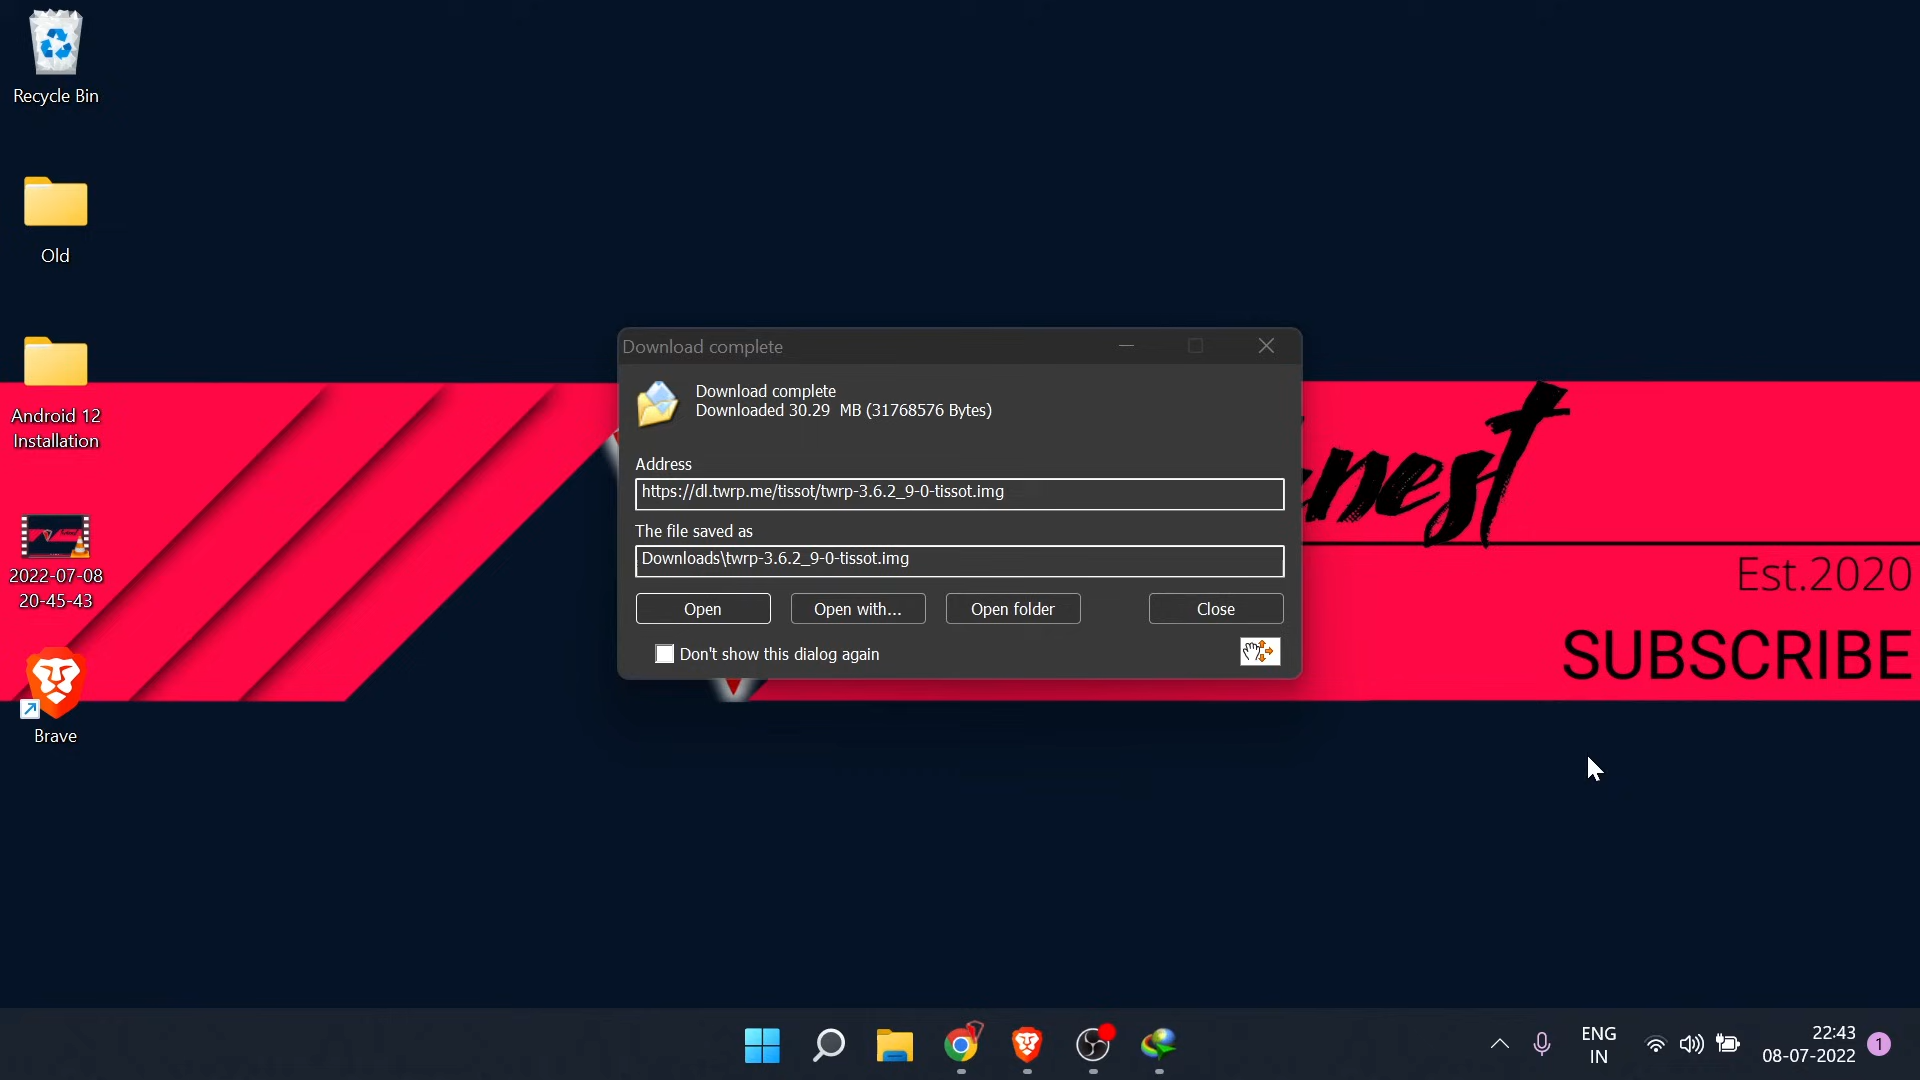 Recycle Bin
Old
Android 12
Installation
2022-07-08
20-45-43
Brave
Download complete
Download complete
Downloaded 30.29 MB (31768576 Bytes)
Address
https://dl.twrp.me/tissot/twrp-3.6.2_9-0-tissot.img
The file saved as
Downloads\twrp-3.6.2_9-0-tissot.img
Open
Open with...
Open folder
Close
Don't show this dialog again
Est.2020
SUBSCRIBE
ENG
IN
22:43
08-07-2022
1